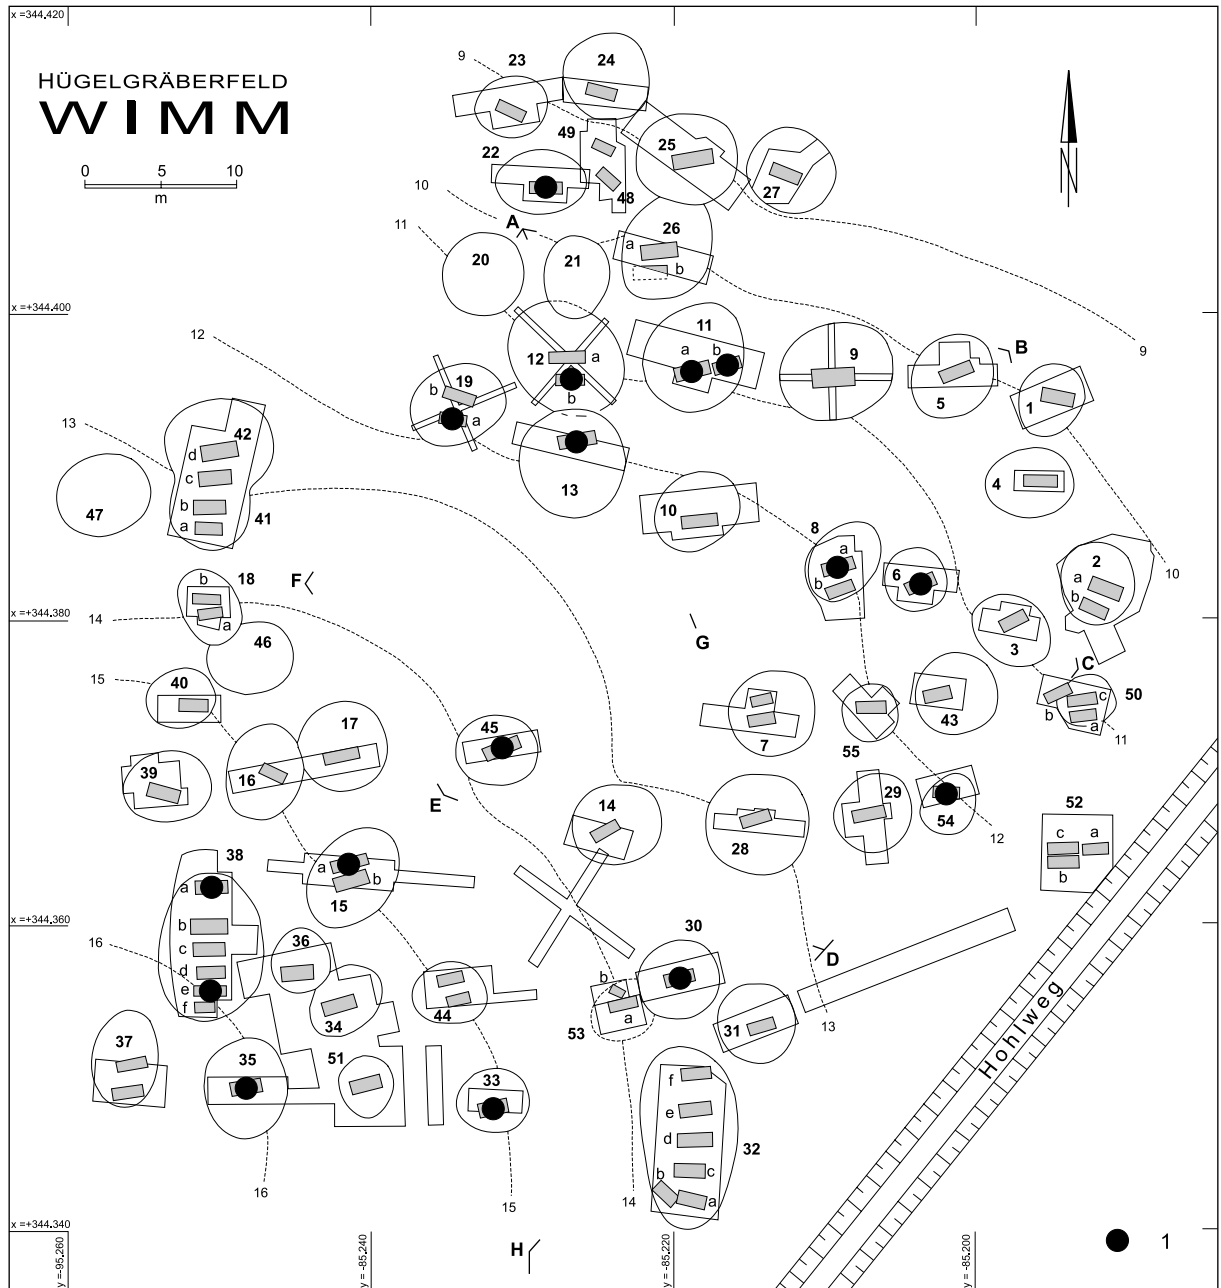 x =+344.420
HÜGELGRÄBERFELD
WIMM
0 5 10
m
9 23 24
49 25
22 27
48
10 A
11 26
a
20 21 b
x =+344.400
12 11 9
9
12 a a b B
19 b 5 1
b a
13 42 13 4
d
c 10
47 b
a 41 8
a
b 6 2
a
b 10
F
b 18
14 a
x =+344.380
46 G 3
C
15 40 43 c 50
b a
17 45 7 55 11
16
39 E 14 28 29 54 52
12
c a
b
38 a
b
15
a
b
c
d
e
f
16 36 30 D
34 44 b
a
53 31 13
x =+344.360
37 35 51 33
f
e
d
c
b
a
32
Hohlweg
16 15 14
x =+344.340
H
1
y =-95.260
y =-85.240
y =-85.220
y =-85.200